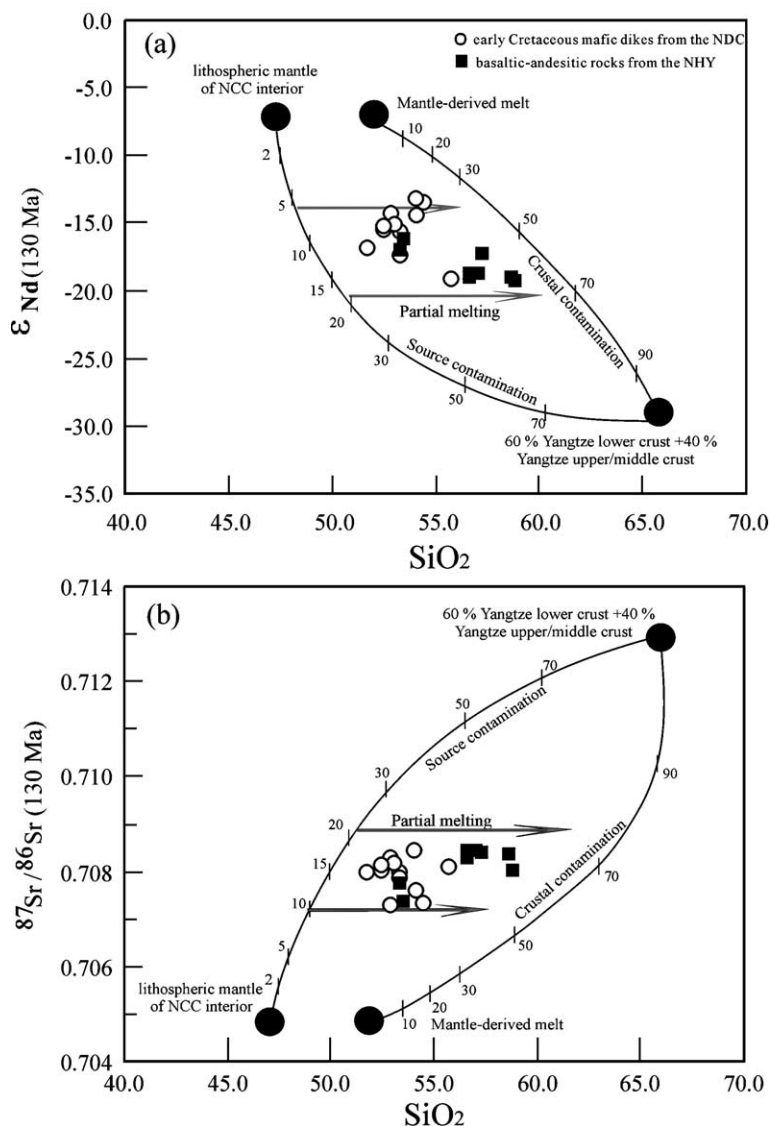 (a)
early Cretaceous mafic dikes from the NDC
basaltic-andesitic rocks from the NHY
lithospheric mantle
of NCC interior
Mantle-derived melt
0.0
-5.0
-10.0
-15.0
-20.0
-25.0
-30.0
-35.0
εNd (130 Ma)
2
5
10
15
20
30
50
70
10
20
30
50
70
90
Crustal contamination
Partial melting
Source contamination
60 % Yangtze lower crust +40 %
Yangtze upper/middle crust
40.0
50.0
55.0
60.0
65.0
70.0
SiO₂
(b)
60 % Yangtze lower crust +40 %
Yangtze upper/middle crust
0.714
0.712
0.710
0.708
0.706
0.704
⁸⁷Sr/⁸⁶Sr (130 Ma)
70
50
30
20
15
10
5
2
Source contamination
Partial melting
Crustal contamination
90
70
50
30
20
10
lithospheric mantle
of NCC interior
Mantle-derived melt
40.0
50.0
55.0
60.0
65.0
70.0
SiO₂